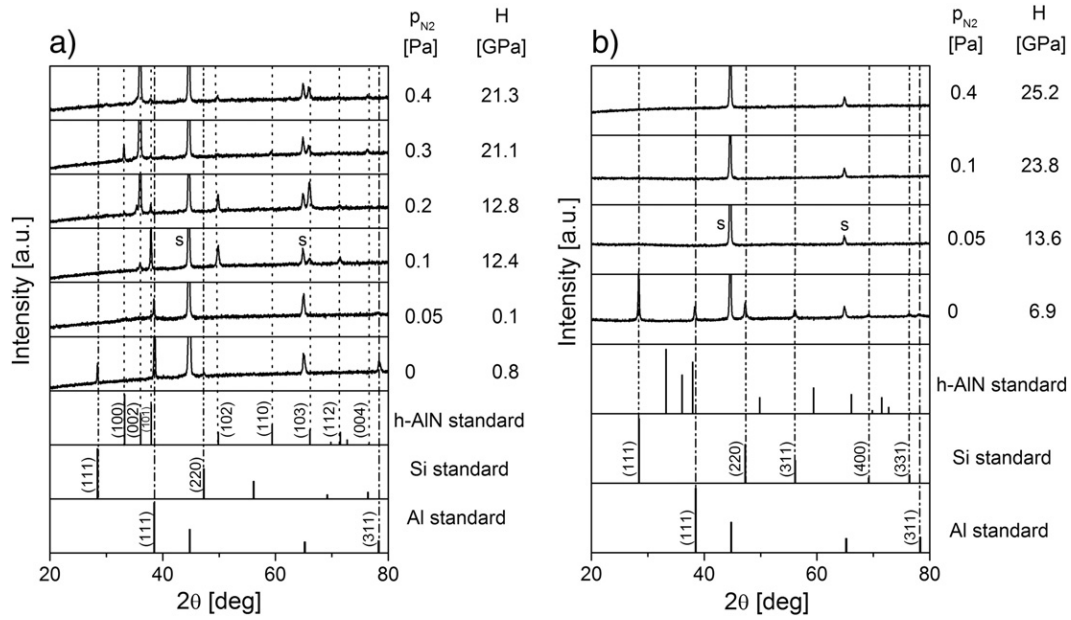 a)
p_N2 H
[Pa] [GPa]
0.4 21.3
0.3 21.1
0.2 12.8
s s
0.1 12.4
0.05 0.1
0 0.8
(100) (002) (101) (102) (110) (103) (112) (004)
h-AlN standard
(111) (220)
Si standard
(111) (311)
Al standard
20 40 60 80
2θ [deg]
Intensity [a.u.]
b)
p_N2 H
[Pa] [GPa]
0.4 25.2
0.1 23.8
s s
0.05 13.6
0 6.9
h-AlN standard
(111) (220) (311) (400) (331)
Si standard
(111) (311)
Al standard
20 40 60 80
2θ [deg]
Intensity [a.u.]